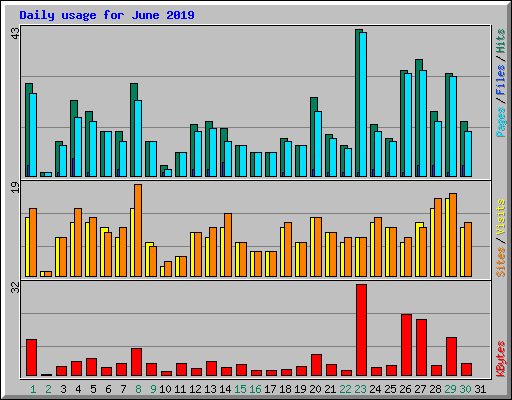 Daily usage for June 2019
43
Pages / Files / Hits
19
Sites / Visits
32
KBytes
1 2 3 4 5 6 7 8 9 10 11 12 13 14 15 16 17 18 19 20 21 22 23 24 25 26 27 28 29 30 31